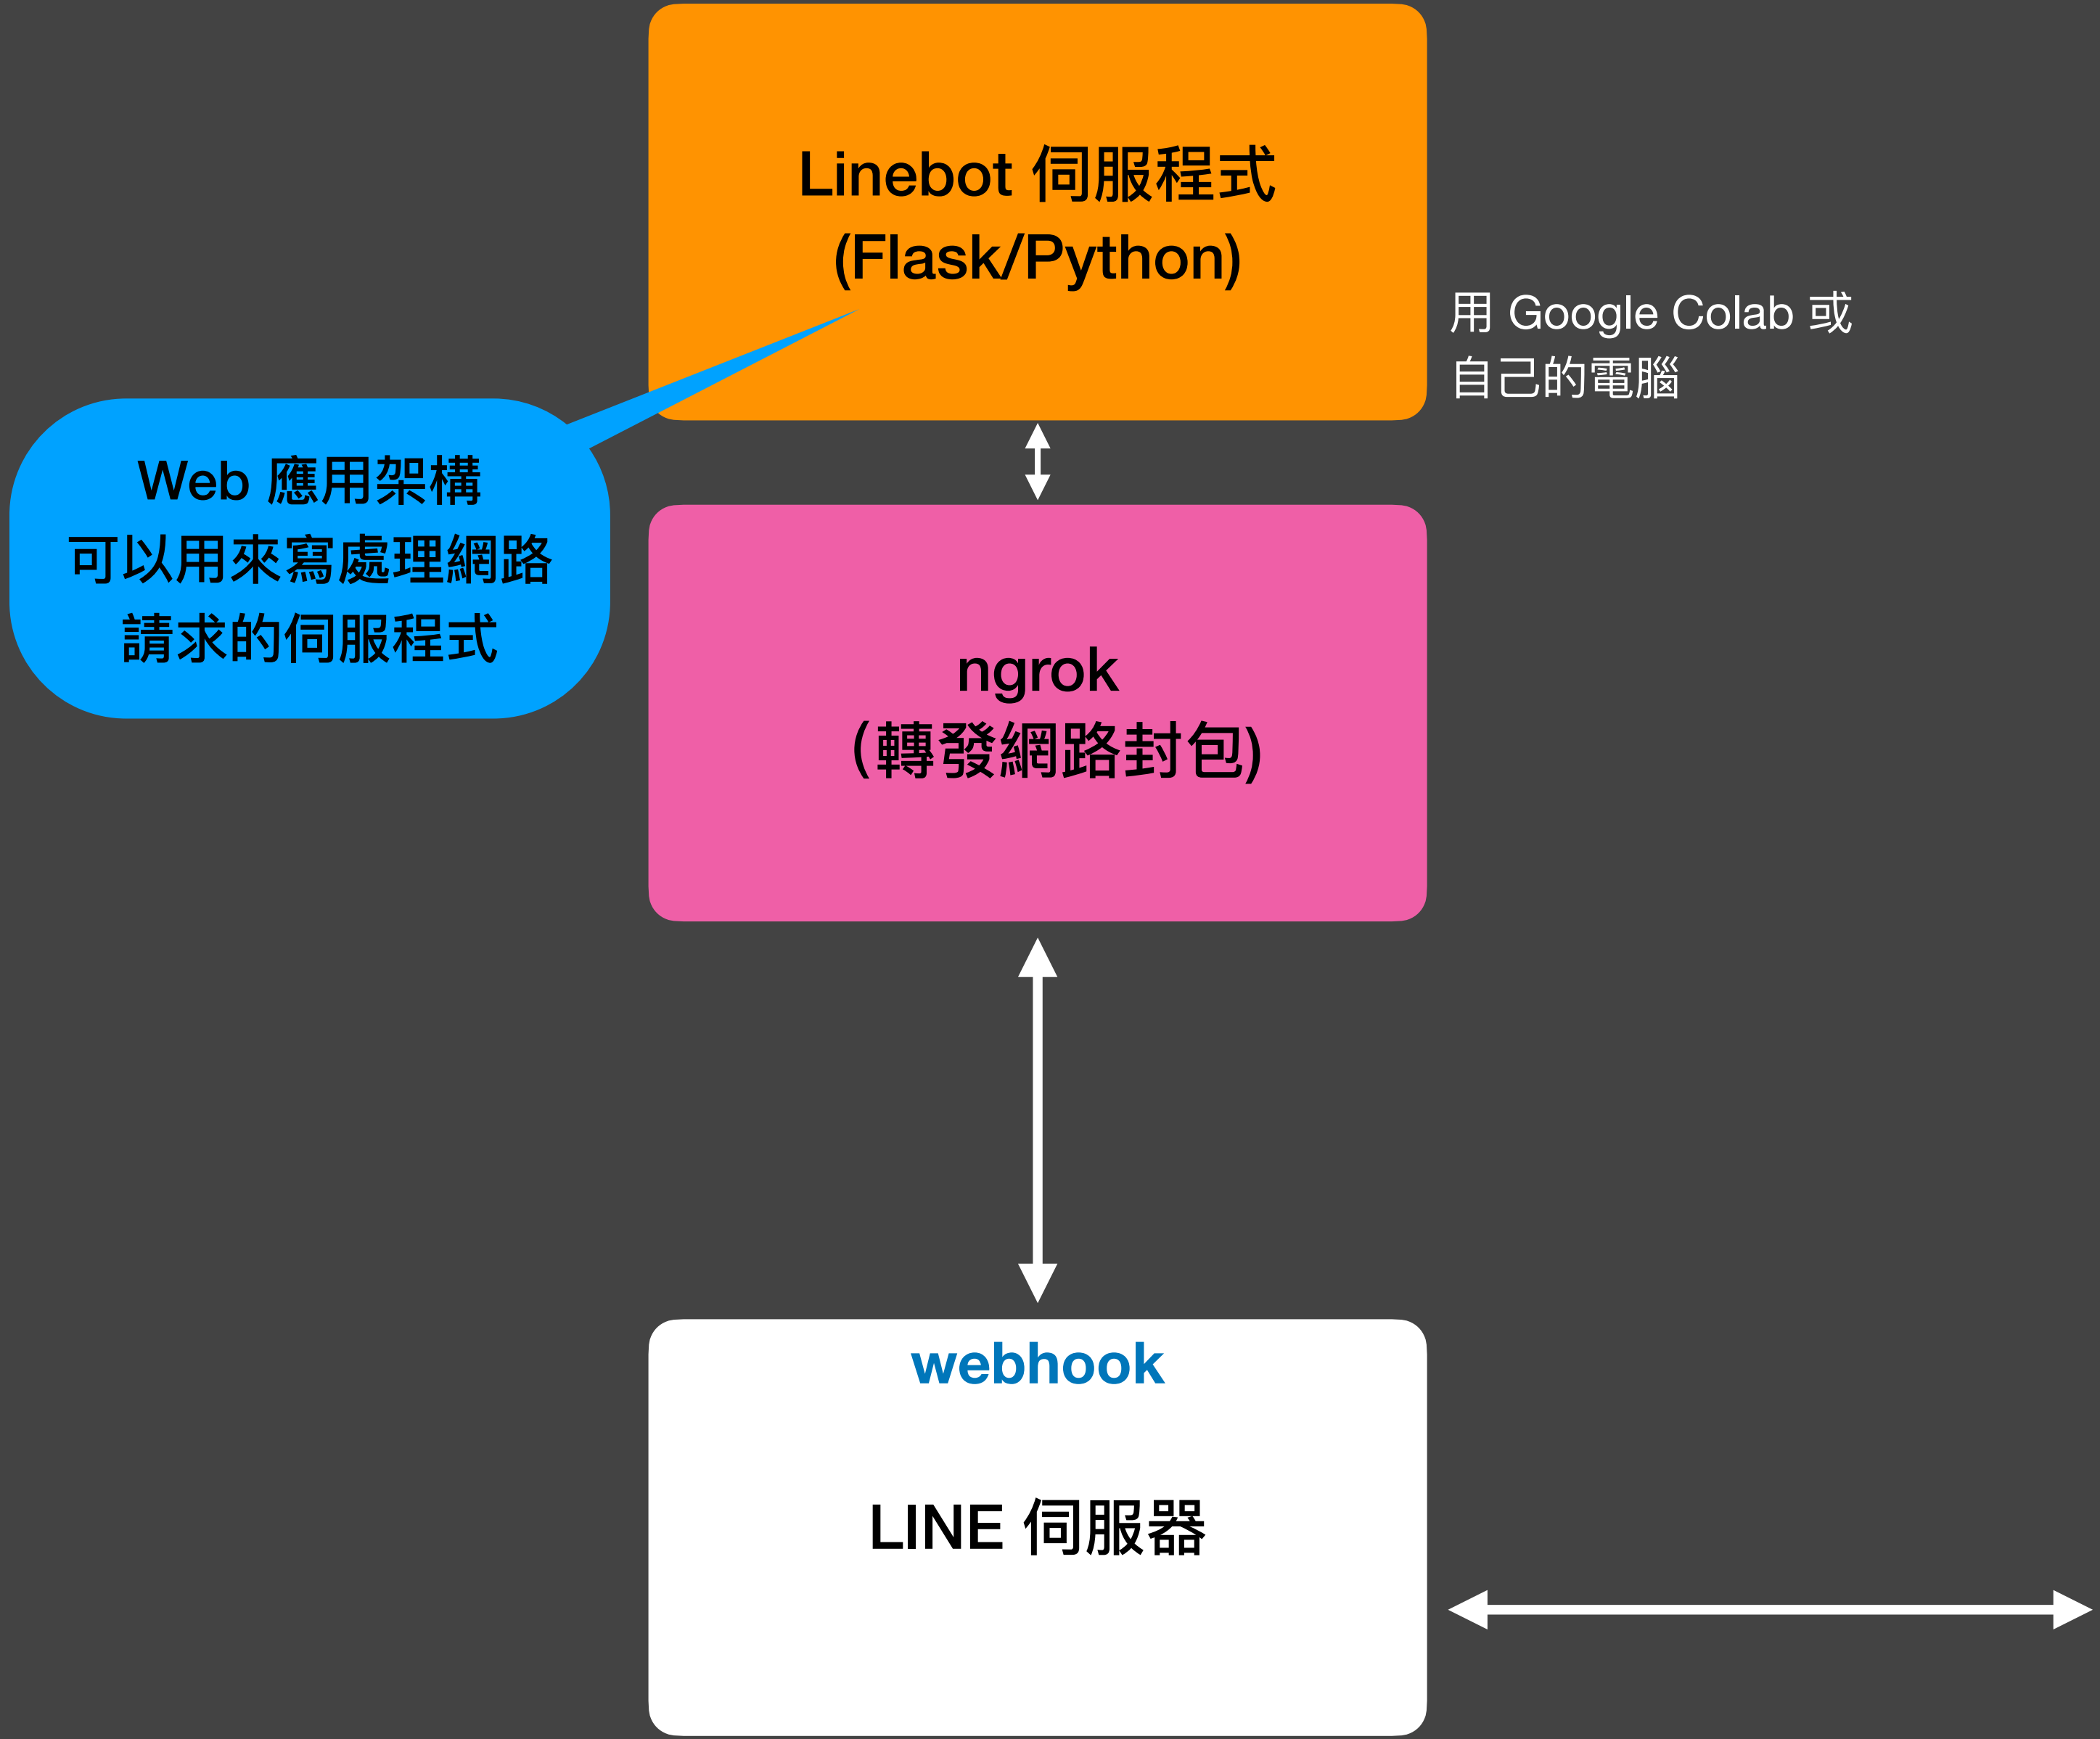 Linebot 伺服程式
(Flask/Python)
用 Google Colab 或
自己的電腦
Web 應用架構
可以用來處理網路
請求的伺服程式
ngrok
(轉發網路封包)
webhook
LINE 伺服器